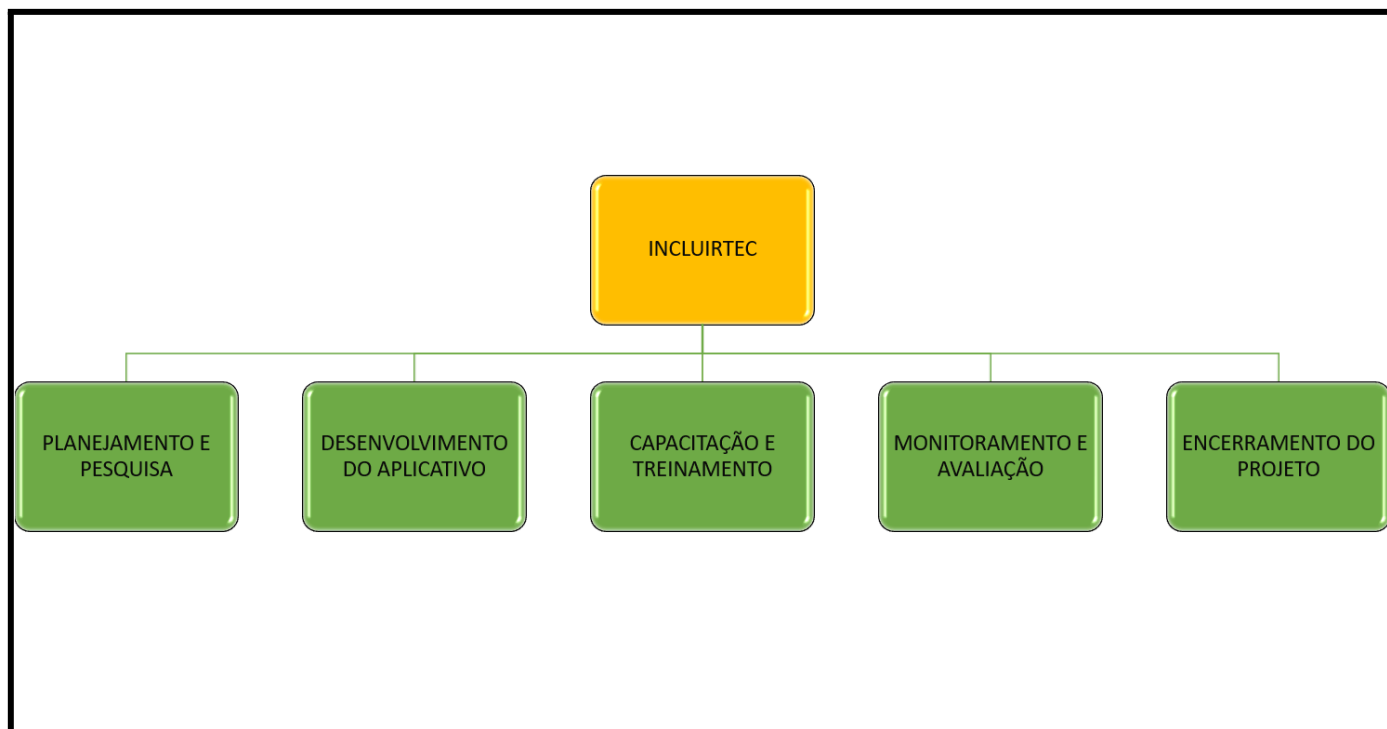 INCLUIRTEC
PLANEJAMENTO E
PESQUISA
DESENVOLVIMENTO
DO APLICATIVO
CAPACITAÇÃO E
TREINAMENTO
MONITORAMENTO E
AVALIAÇÃO
ENCERRAMENTO DO
PROJETO